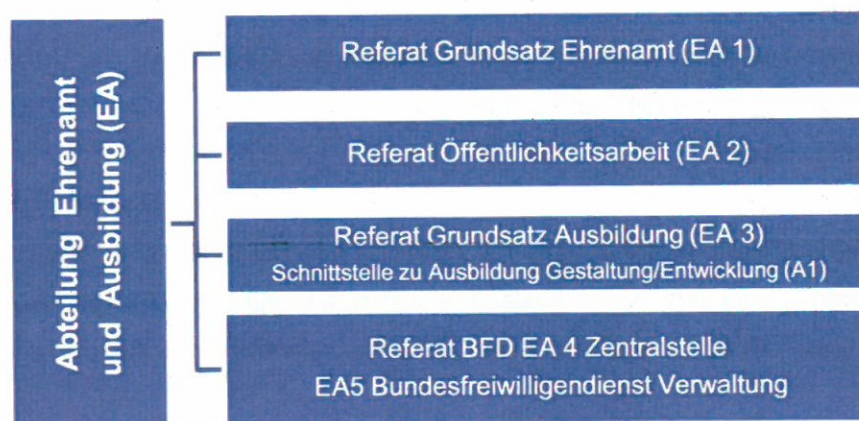 Abteilung Ehrenamt
und Ausbildung (EA)
Referat Grundsatz Ehrenamt (EA 1)
Referat Öffentlichkeitsarbeit (EA 2)
Referat Grundsatz Ausbildung (EA 3)
Schnittstelle zu Ausbildung Gestaltung/Entwicklung (A1)
Referat BFD EA 4 Zentralstelle
EA5 Bundesfreiwilligendienst Verwaltung